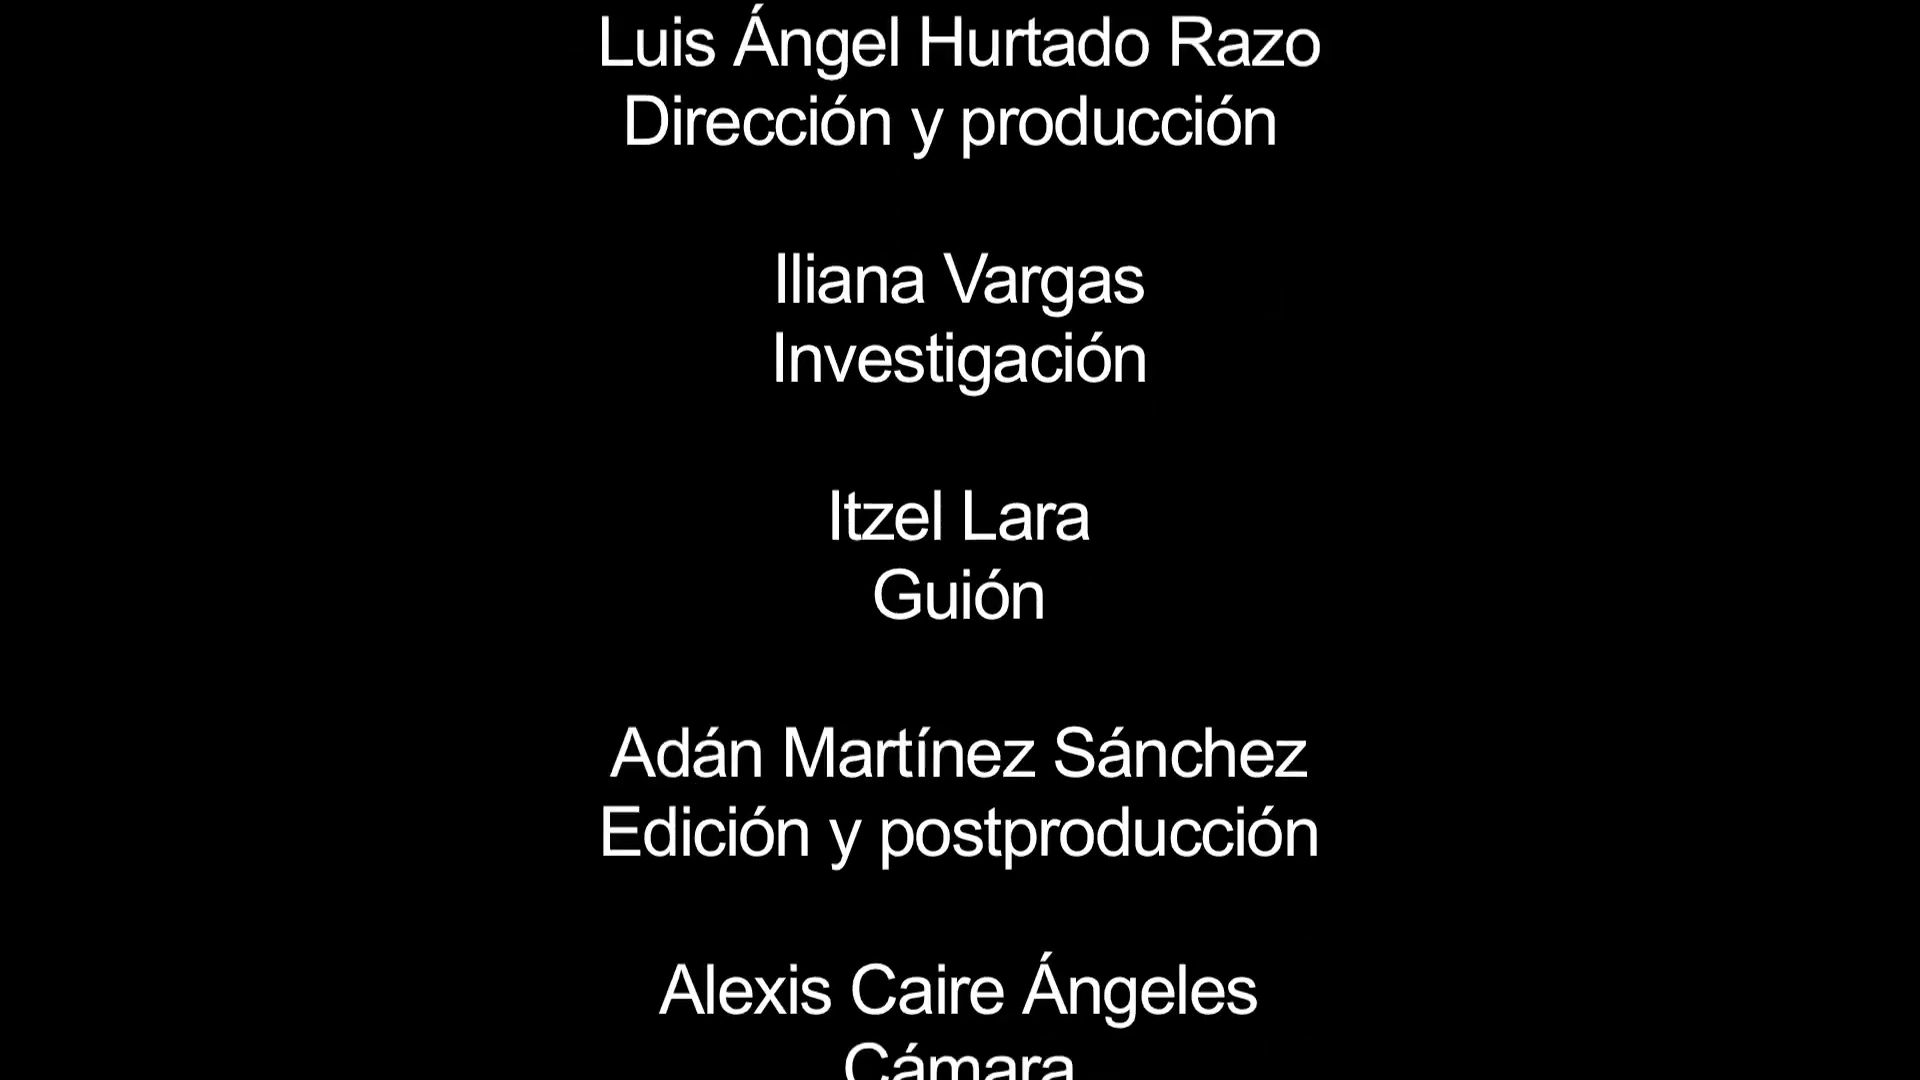 Luis Ángel Hurtado Razo
Dirección y producción
Iliana Vargas
Investigación
Itzel Lara
Guión
Adán Martínez Sánchez
Edición y postproducción
Alexis Caire Ángeles
Cámara